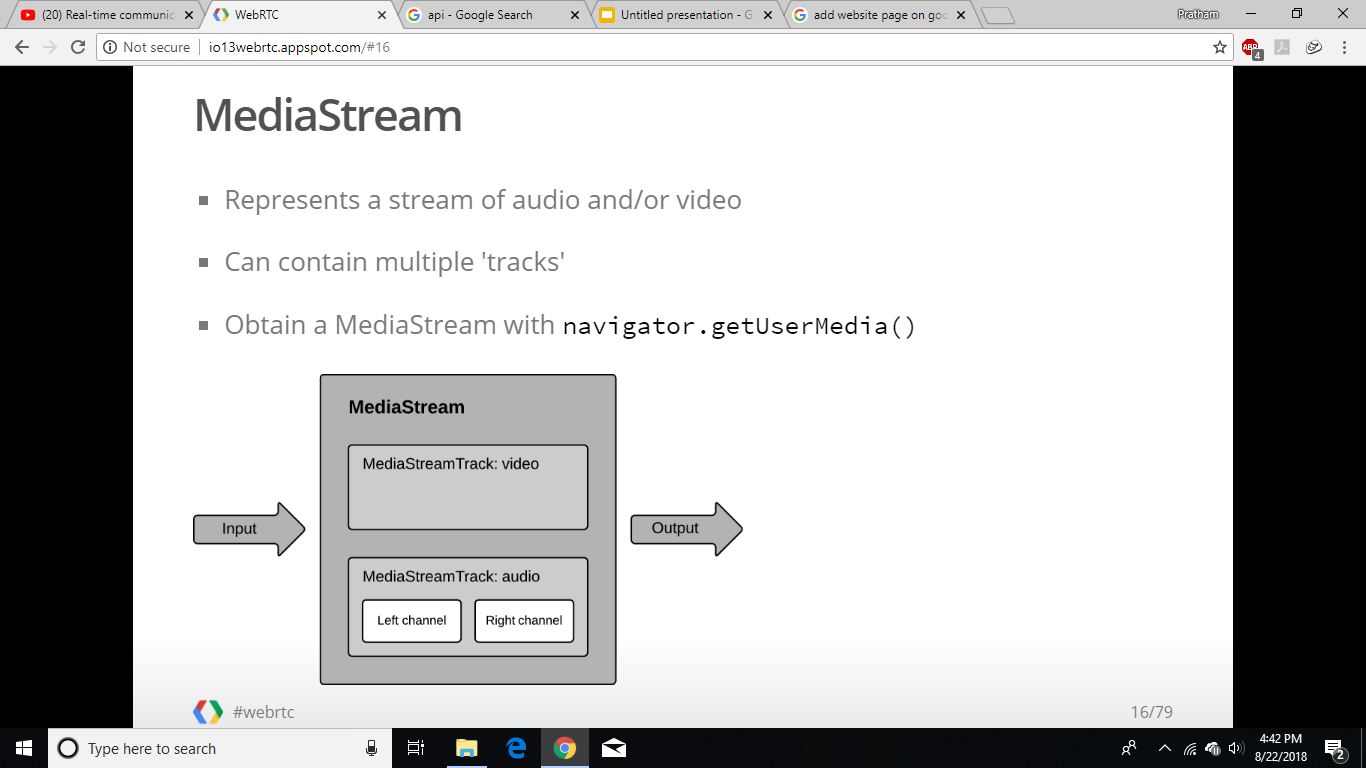 (20) Real-time communic
WebRTC
api - Google Search
Untitled presentation - G
add website page on goo
Pratham
Not secure
io13webrtc.appspot.com/#16
ABP
4
MediaStream
Represents a stream of audio and/or video
Can contain multiple 'tracks'
Obtain a MediaStream with navigator.getUserMedia()
MediaStream
MediaStreamTrack: video
Input
Output
MediaStreamTrack: audio
Left channel
Right channel
#webrtc
16/79
Type here to search
4:42 PM
8/22/2018
2